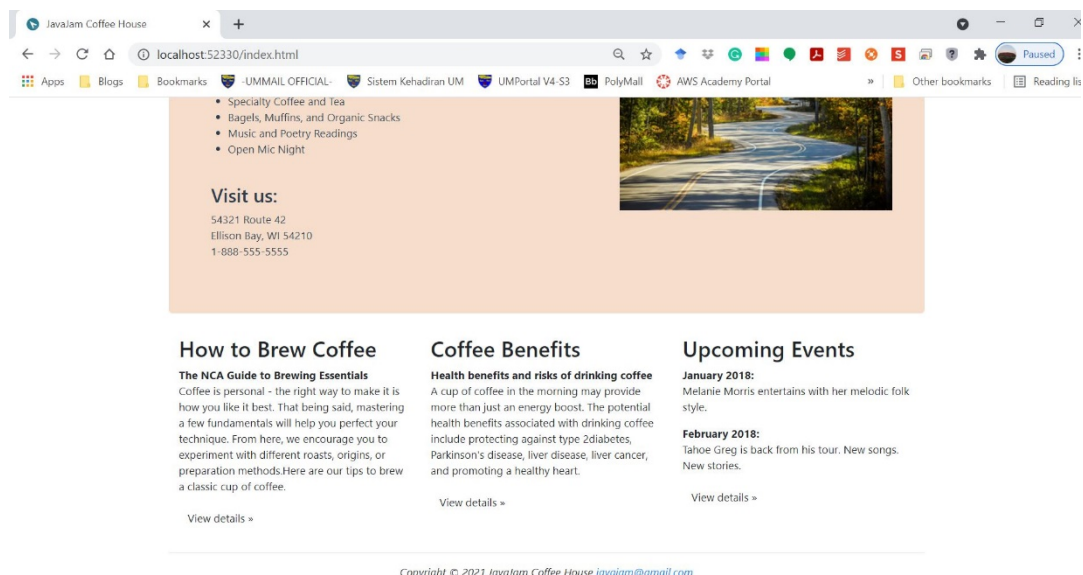 JavaJam Coffee House
localhost:52330/index.html
Paused
Apps Blogs Bookmarks -UMMAIL OFFICIAL- Sistem Kehadiran UM UMPortal V4-S3 Bb PolyMall AWS Academy Portal » Other bookmarks Reading lis
Specialty Coffee and Tea
Bagels, Muffins, and Organic Snacks
Music and Poetry Readings
Open Mic Night
Visit us:
54321 Route 42
Ellison Bay, WI 54210
1-888-555-5555
How to Brew Coffee
The NCA Guide to Brewing Essentials
Coffee is personal - the right way to make it is
how you like it best. That being said, mastering
a few fundamentals will help you perfect your
technique. From here, we encourage you to
experiment with different roasts, origins, or
preparation methods.Here are our tips to brew
a classic cup of coffee.
View details »
Coffee Benefits
Health benefits and risks of drinking coffee
A cup of coffee in the morning may provide
more than just an energy boost. The potential
health benefits associated with drinking coffee
include protecting against type 2diabetes,
Parkinson's disease, liver disease, liver cancer,
and promoting a healthy heart.
View details »
Upcoming Events
January 2018:
Melanie Morris entertains with her melodic folk
style.
February 2018:
Tahoe Greg is back from his tour. New songs.
New stories.
View details »
Copyright © 2021 JavaJam Coffee House javajam@gmail.com